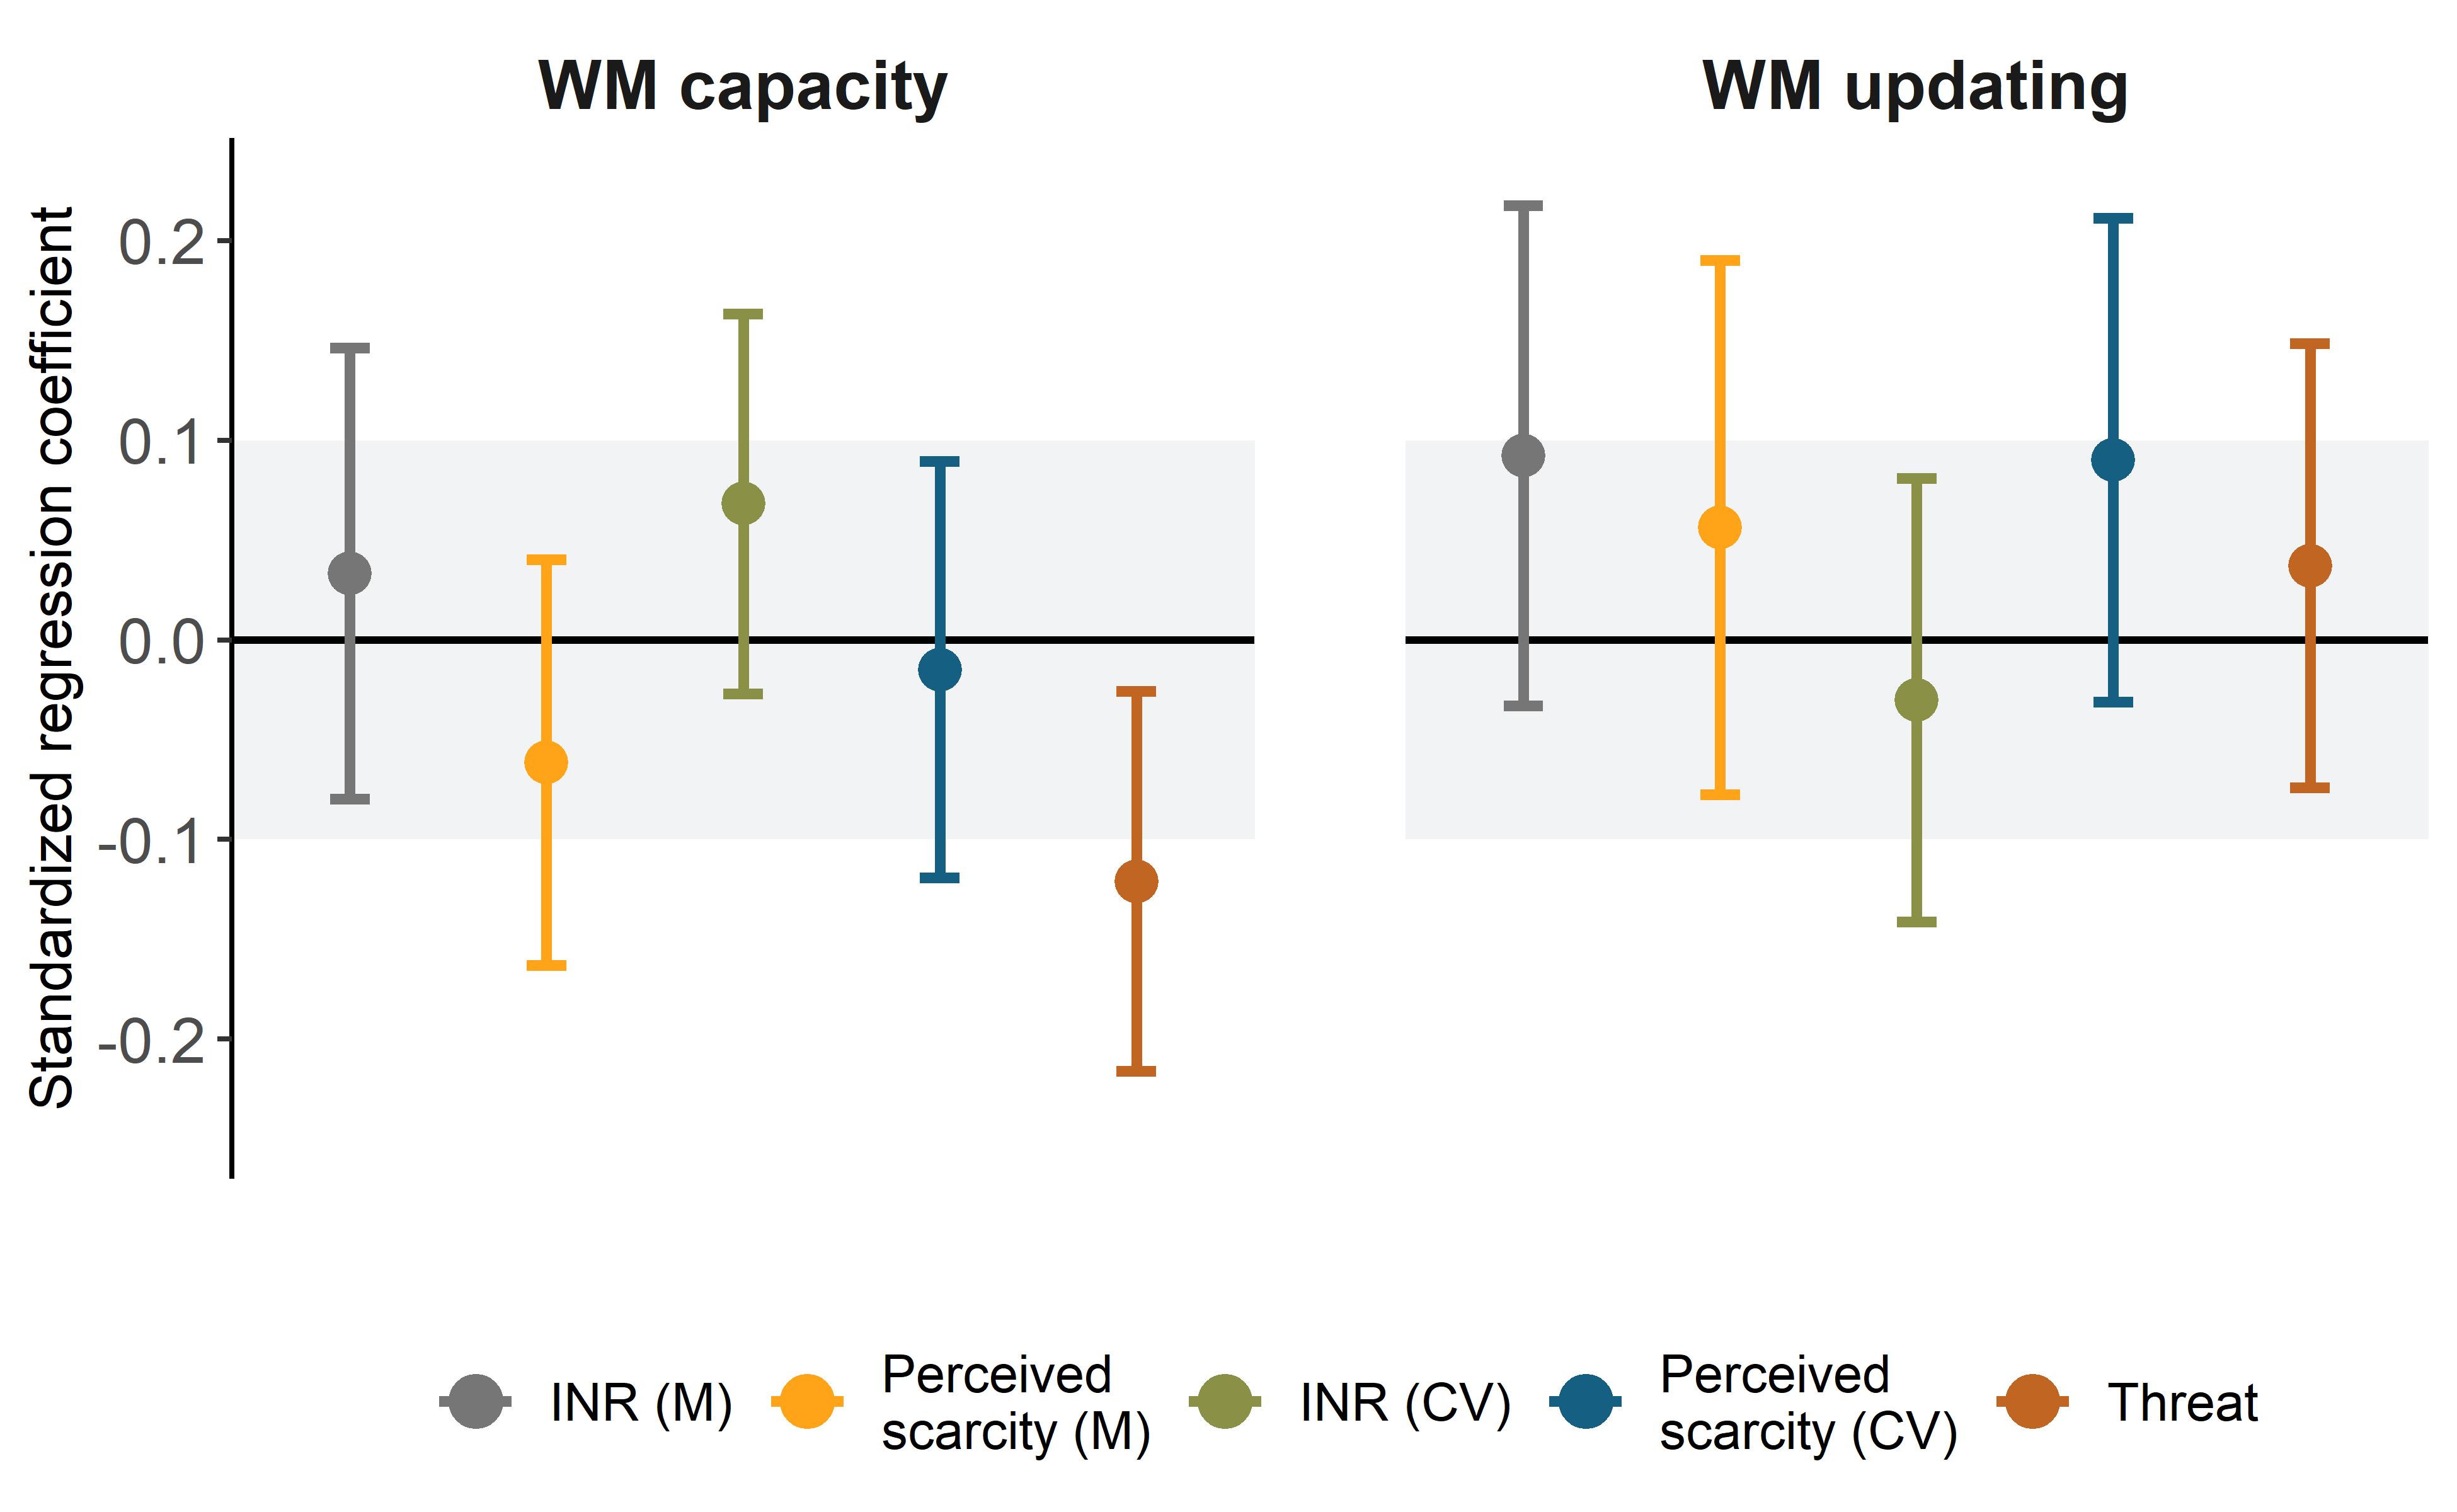 WM capacity
WM updating
Standardized regression coefficient
0.2
0.1
0.0
-0.1
-0.2
INR (M)
Perceived
scarcity (M)
INR (CV)
Perceived
scarcity (CV)
Threat